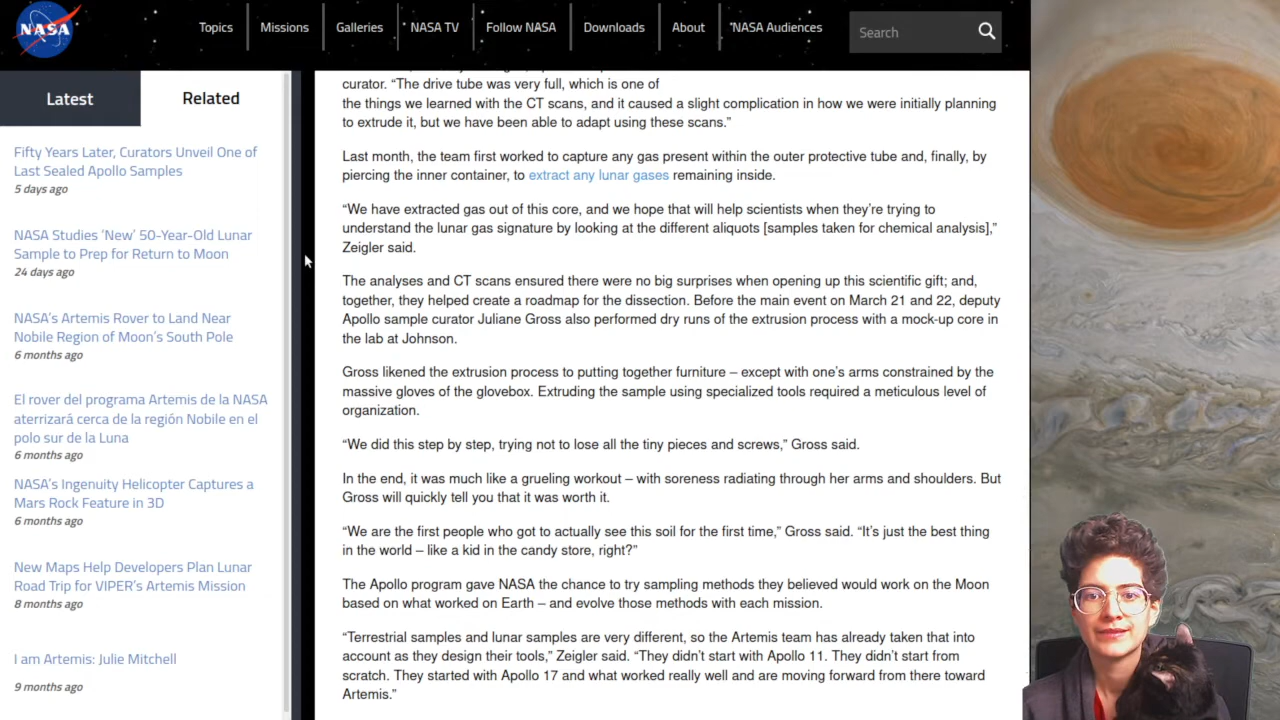 NASA
Topics
Missions
Galleries
NASA TV
Follow NASA
Downloads
About
NASA Audiences
Search
Latest
Related
Fifty Years Later, Curators Unveil One of
Last Sealed Apollo Samples
5 days ago
NASA Studies ‘New’ 50-Year-Old Lunar
Sample to Prep for Return to Moon
24 days ago
NASA’s Artemis Rover to Land Near
Nobile Region of Moon’s South Pole
6 months ago
El rover del programa Artemis de la NASA
aterrizará cerca de la región Nobile en el
polo sur de la Luna
6 months ago
NASA’s Ingenuity Helicopter Captures a
Mars Rock Feature in 3D
6 months ago
New Maps Help Developers Plan Lunar
Road Trip for VIPER’s Artemis Mission
8 months ago
I am Artemis: Julie Mitchell
9 months ago
curator. “The drive tube was very full, which is one of
the things we learned with the CT scans, and it caused a slight complication in how we were initially planning
to extrude it, but we have been able to adapt using these scans.”
Last month, the team first worked to capture any gas present within the outer protective tube and, finally, by
piercing the inner container, to extract any lunar gases remaining inside.
“We have extracted gas out of this core, and we hope that will help scientists when they’re trying to
understand the lunar gas signature by looking at the different aliquots [samples taken for chemical analysis],”
Zeigler said.
The analyses and CT scans ensured there were no big surprises when opening up this scientific gift; and,
together, they helped create a roadmap for the dissection. Before the main event on March 21 and 22, deputy
Apollo sample curator Juliane Gross also performed dry runs of the extrusion process with a mock-up core in
the lab at Johnson.
Gross likened the extrusion process to putting together furniture – except with one’s arms constrained by the
massive gloves of the glovebox. Extruding the sample using specialized tools required a meticulous level of
organization.
“We did this step by step, trying not to lose all the tiny pieces and screws,” Gross said.
In the end, it was much like a grueling workout – with soreness radiating through her arms and shoulders. But
Gross will quickly tell you that it was worth it.
“We are the first people who got to actually see this soil for the first time,” Gross said. “It’s just the best thing
in the world – like a kid in the candy store, right?”
The Apollo program gave NASA the chance to try sampling methods they believed would work on the Moon
based on what worked on Earth – and evolve those methods with each mission.
“Terrestrial samples and lunar samples are very different, so the Artemis team has already taken that into
account as they design their tools,” Zeigler said. “They didn’t start with Apollo 11. They didn’t start from
scratch. They started with Apollo 17 and what worked really well and are moving forward from there toward
Artemis.”